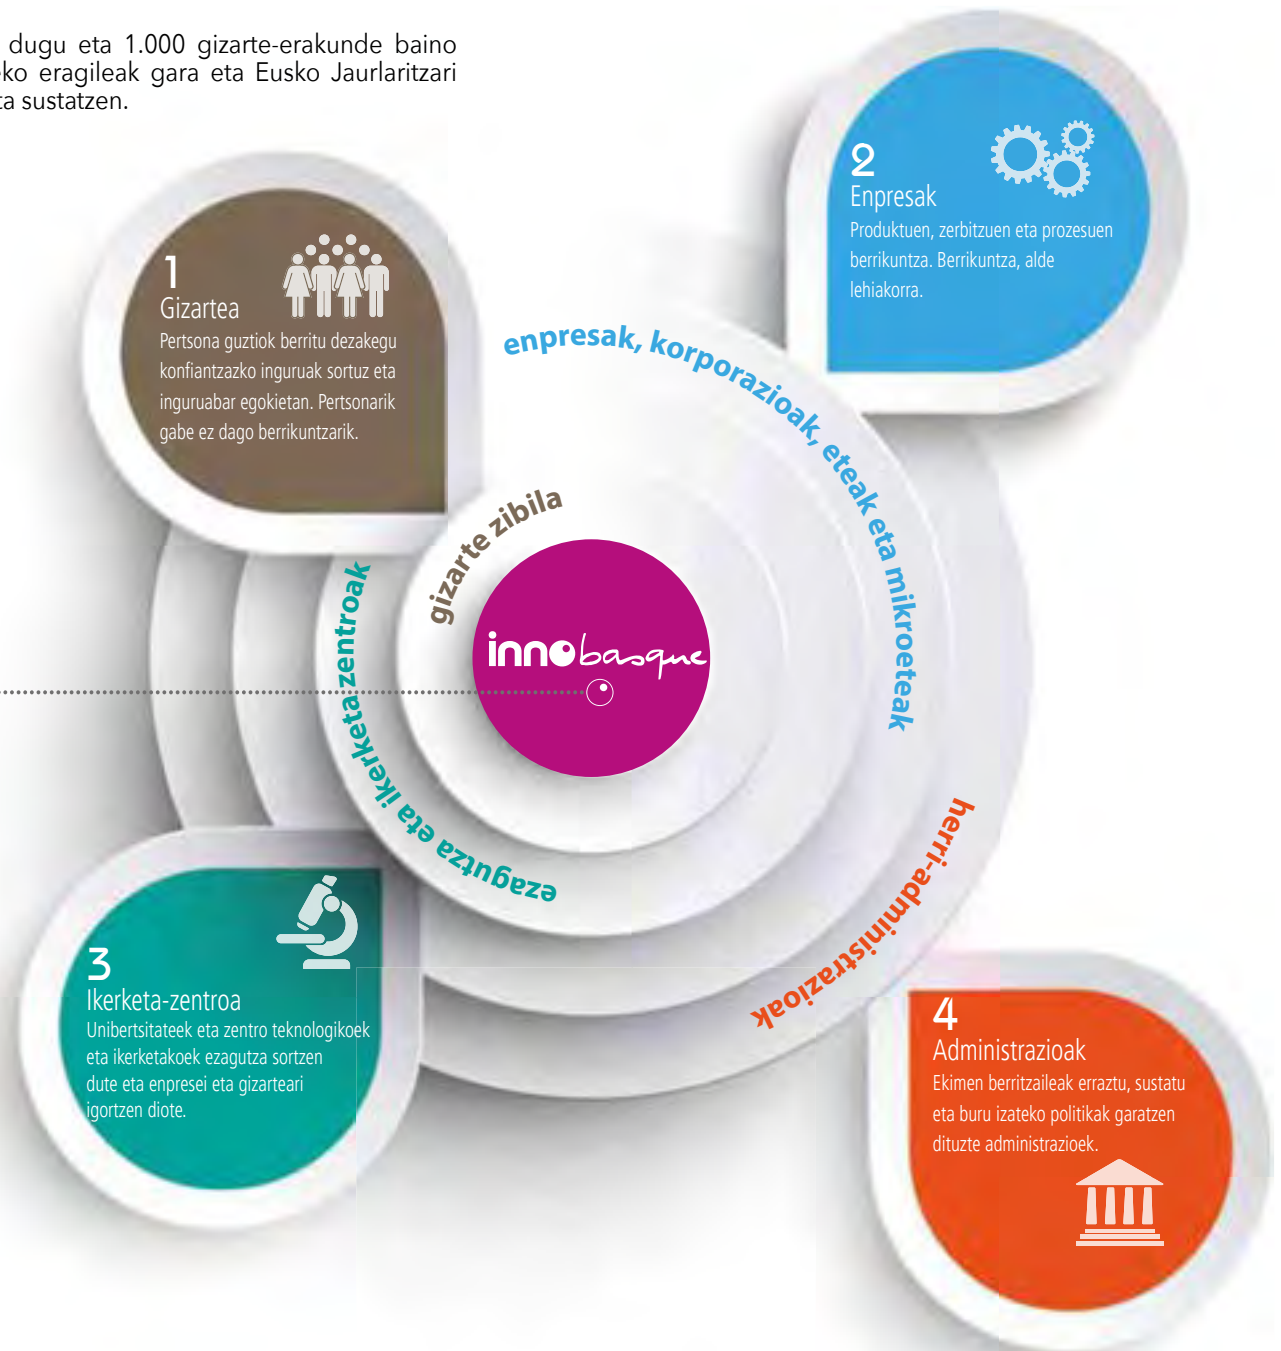 dugu eta 1.000 gizarte-erakunde baino
eragileak gara eta Eusko Jaurlaritzari
sustatzen.
1
Gizartea
Pertsona guztiok berritu dezakegu
konfiantzazko inguruak sortuz eta
inguruabar egokietan. Pertsonarik
gabe ez dago berrikuntzarik.
2
Enpresak
Produktuen, zerbitzuen eta prozesuen
berrikuntza. Berrikuntza, alde
lehiakorra.
enpresak, korporazioak, eteak eta mikroeteak
gizarte zibila
innobasque
ezagutza eta ikerketa zentroak
herri-administrazioak
3
Ikerketa-zentroa
Unibertsitateek eta zentro teknologikoek
eta ikerketakoek ezagutza sortzen
dute eta enpresei eta gizarteari
igortzen diote.
4
Administrazioak
Ekimen berritzaileak erraztu, sustatu
eta buru izateko politikak garatzen
dituzte administrazioek.